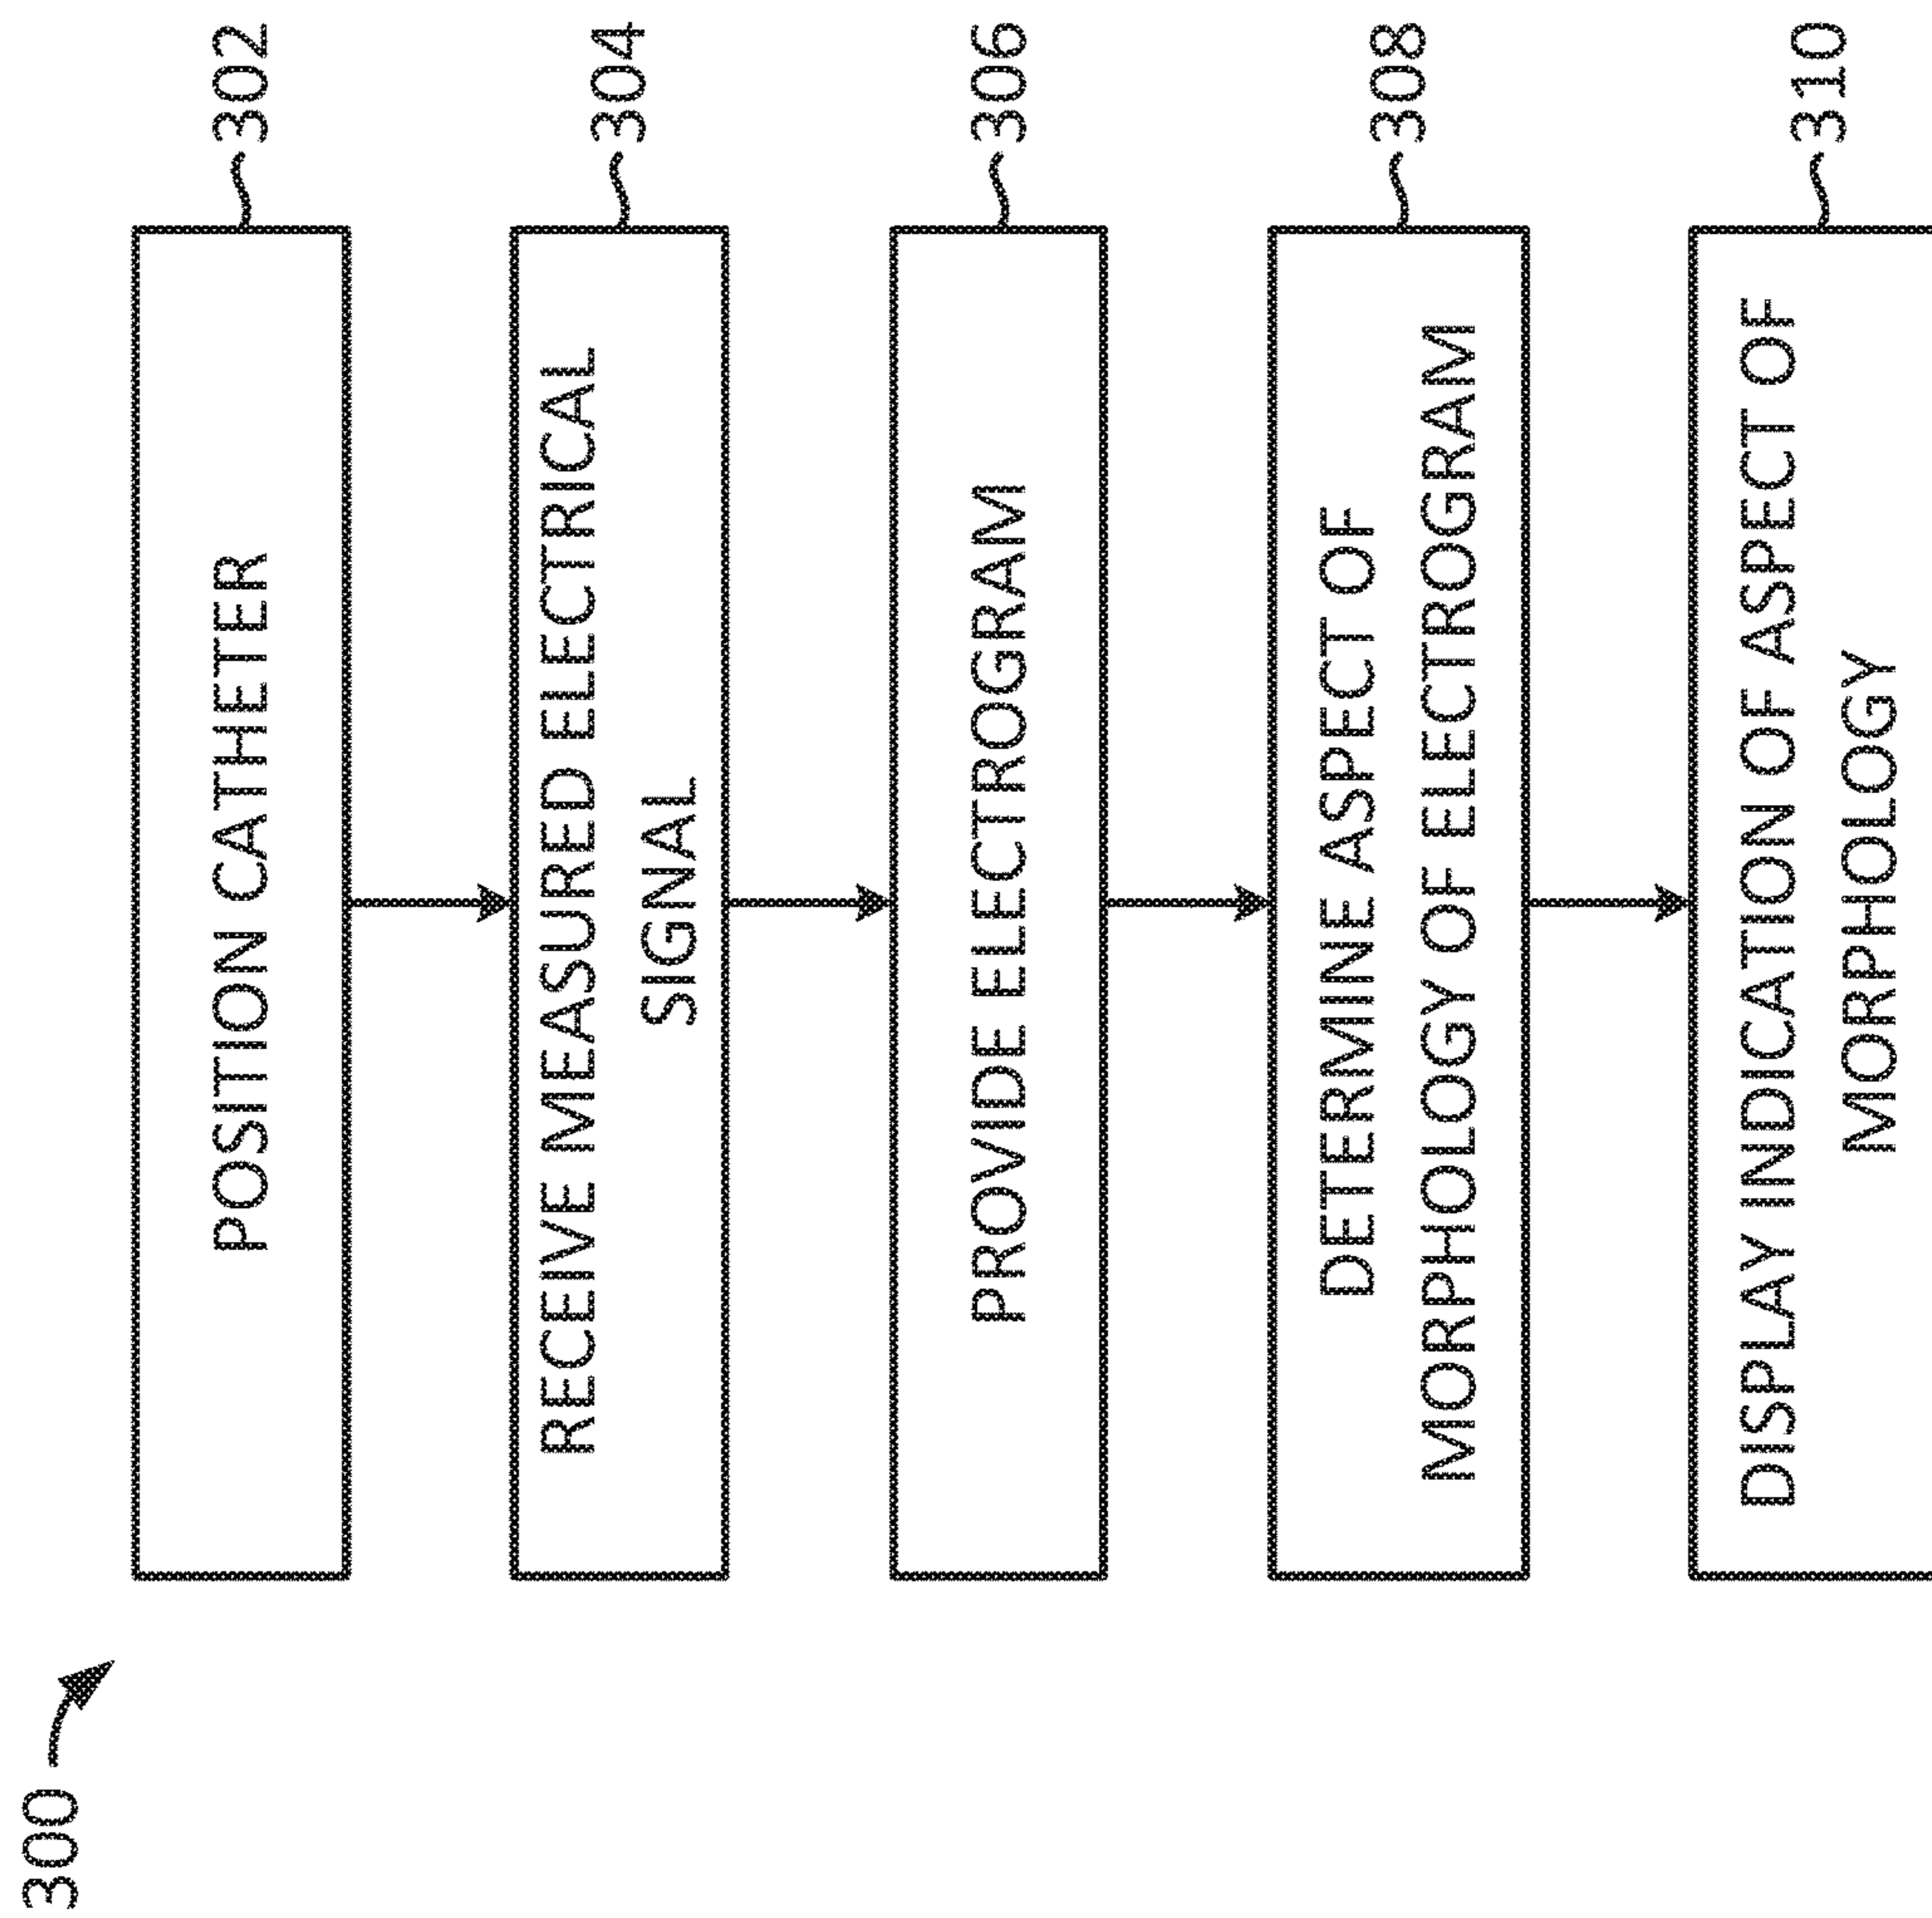 300
POSITION CATHETER
302
RECEIVE MEASURED ELECTRICAL
SIGNAL
304
PROVIDE ELECTROGRAM
306
DETERMINE ASPECT OF
MORPHOLOGY OF ELECTROGRAM
308
DISPLAY INDICATION OF ASPECT OF
MORPHOLOGY
310